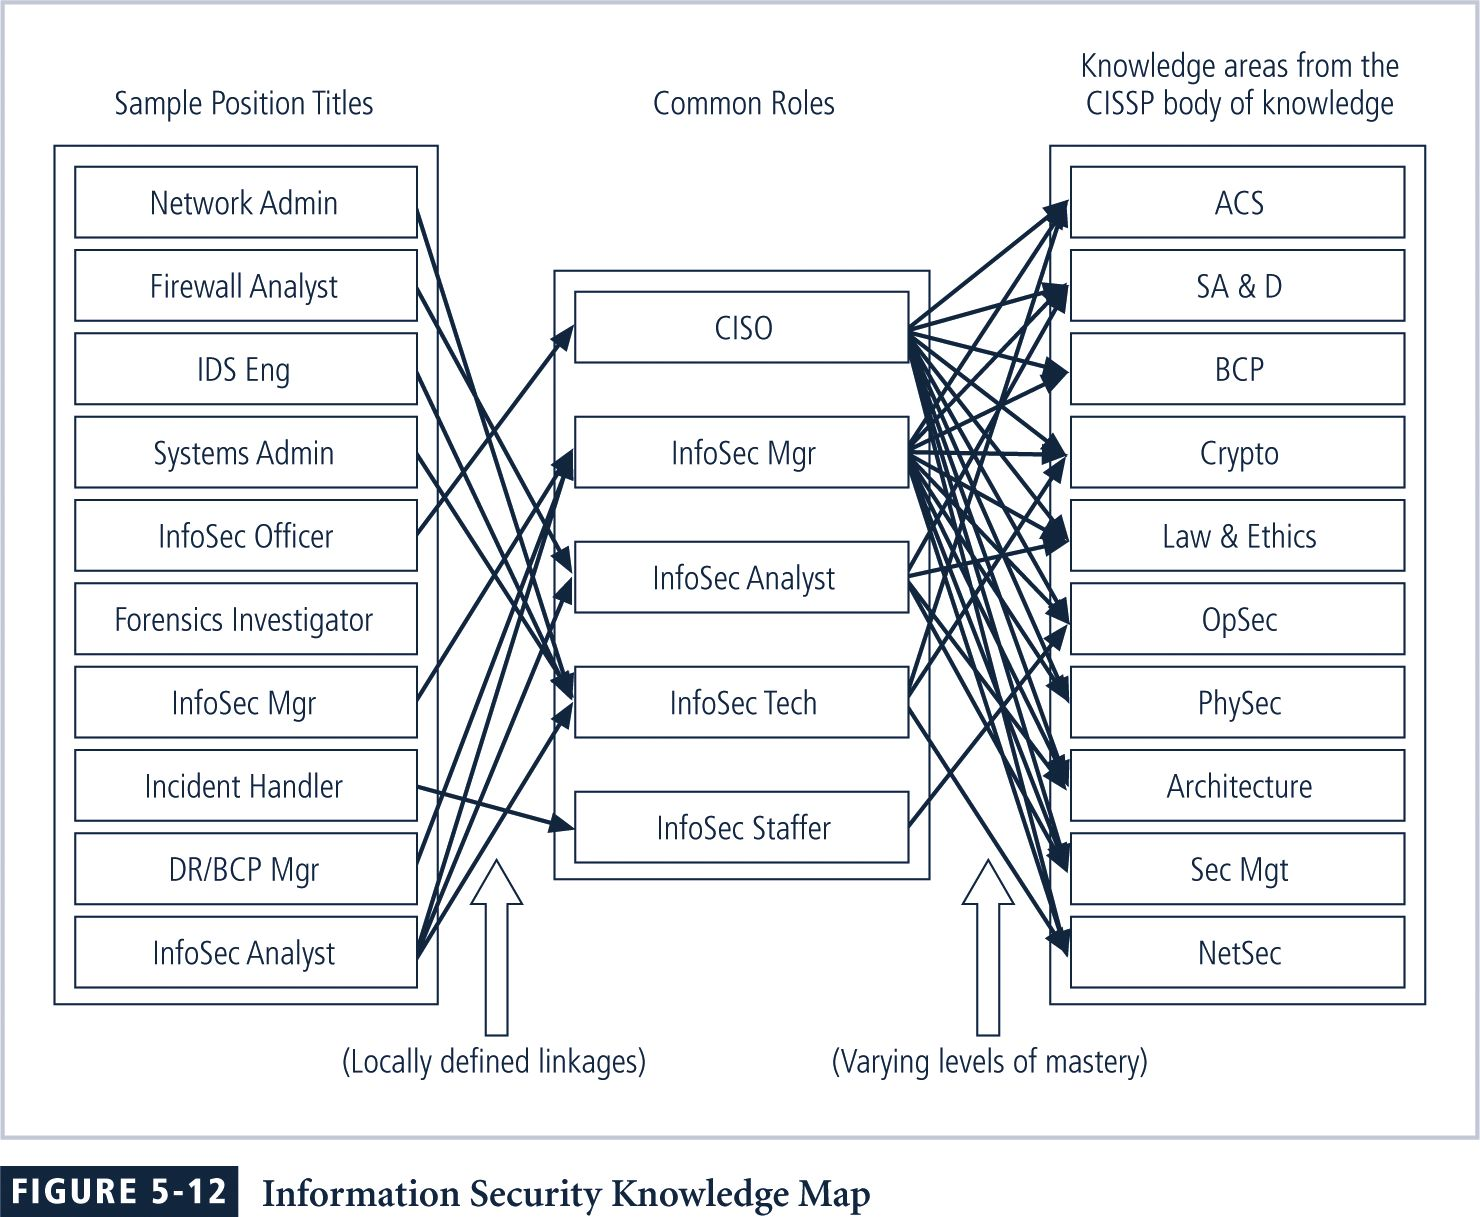 Sample Position Titles
Common Roles
Knowledge areas from the
CISSP body of knowledge
Network Admin
Firewall Analyst
IDS Eng
Systems Admin
InfoSec Officer
Forensics Investigator
InfoSec Mgr
Incident Handler
DR/BCP Mgr
InfoSec Analyst
CISO
InfoSec Mgr
InfoSec Analyst
InfoSec Tech
InfoSec Staffer
ACS
SA & D
BCP
Crypto
Law & Ethics
OpSec
PhySec
Architecture
Sec Mgt
NetSec
(Locally defined linkages)
(Varying levels of mastery)
FIGURE 5-12 Information Security Knowledge Map